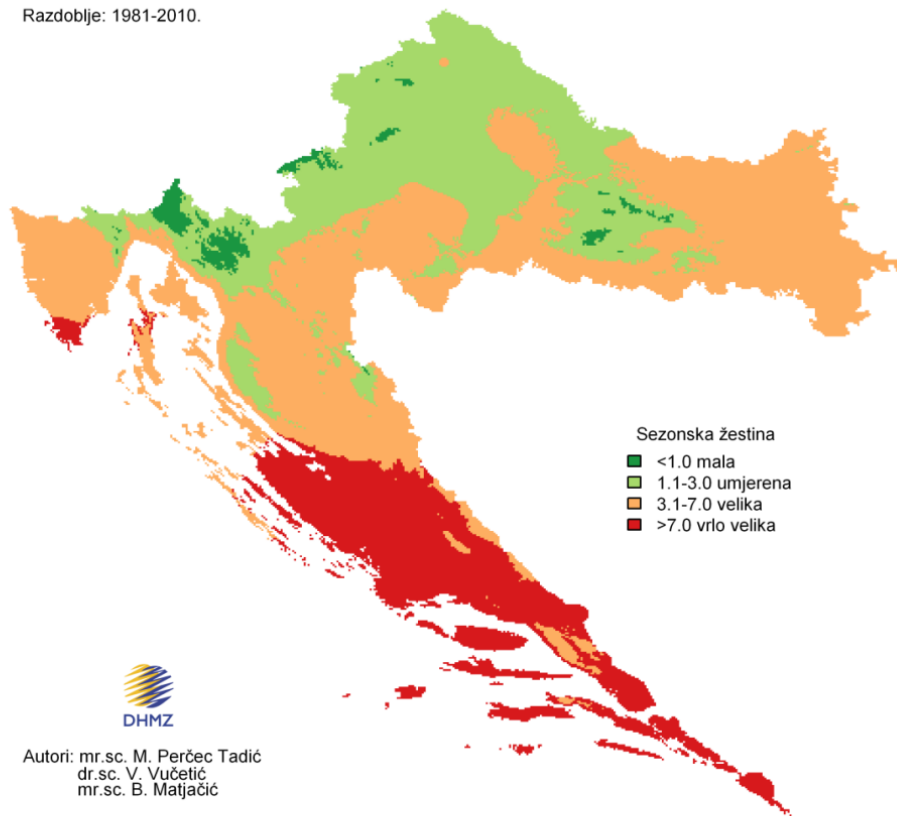 Razdoblje: 1981-2010.
Sezonska žestina
<1.0 mala
1.1-3.0 umjerena
3.1-7.0 velika
>7.0 vrlo velika
DHMZ
Autori: mr.sc. M. Perčec Tadić
dr.sc. V. Vučetić
mr.sc. B. Matjačić